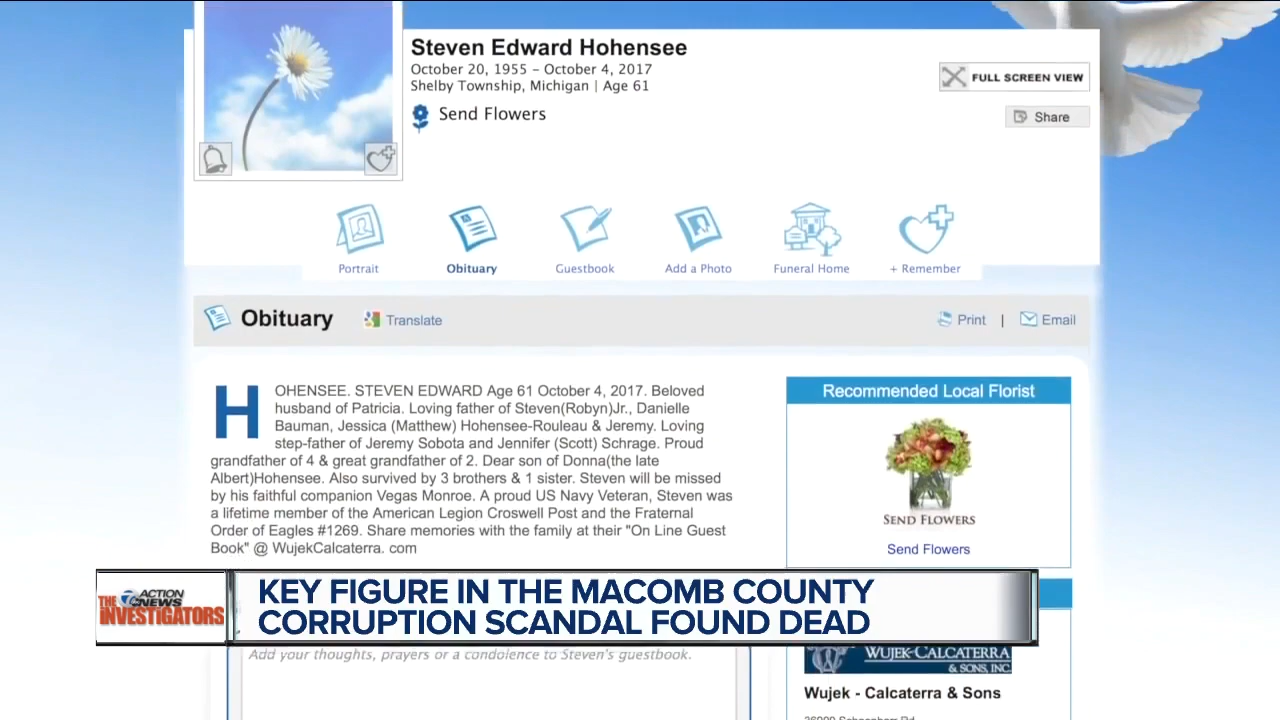 Steven Edward Hohensee
October 20, 1955 – October 4, 2017
Shelby Township, Michigan | Age 61
Send Flowers
FULL SCREEN VIEW
Share
Portrait
Obituary
Guestbook
Add a Photo
Funeral Home
+ Remember
Obituary
Translate
Print | Email
HOHENSEE. STEVEN EDWARD Age 61 October 4, 2017. Beloved
husband of Patricia. Loving father of Steven(Robyn)Jr., Danielle
Bauman, Jessica (Matthew) Hohensee-Rouleau & Jeremy. Loving
step-father of Jeremy Sobota and Jennifer (Scott) Schrage. Proud
grandfather of 4 & great grandfather of 2. Dear son of Donna(the late
Albert)Hohensee. Also survived by 3 brothers & 1 sister. Steven will be missed
by his faithful companion Vegas Monroe. A proud US Navy Veteran, Steven was
a lifetime member of the American Legion Croswell Post and the Fraternal
Order of Eagles #1269. Share memories with the family at their "On Line Guest
Book" @ WujekCalcaterra. com
Recommended Local Florist
SEND FLOWERS
Send Flowers
THE 7 ACTION NEWS INVESTIGATORS
KEY FIGURE IN THE MACOMB COUNTY
CORRUPTION SCANDAL FOUND DEAD
Add your thoughts, prayers or a condolence to Steven's guestbook.
WUJEK-CALCATERRA
& SONS, INC.
Wujek - Calcaterra & Sons